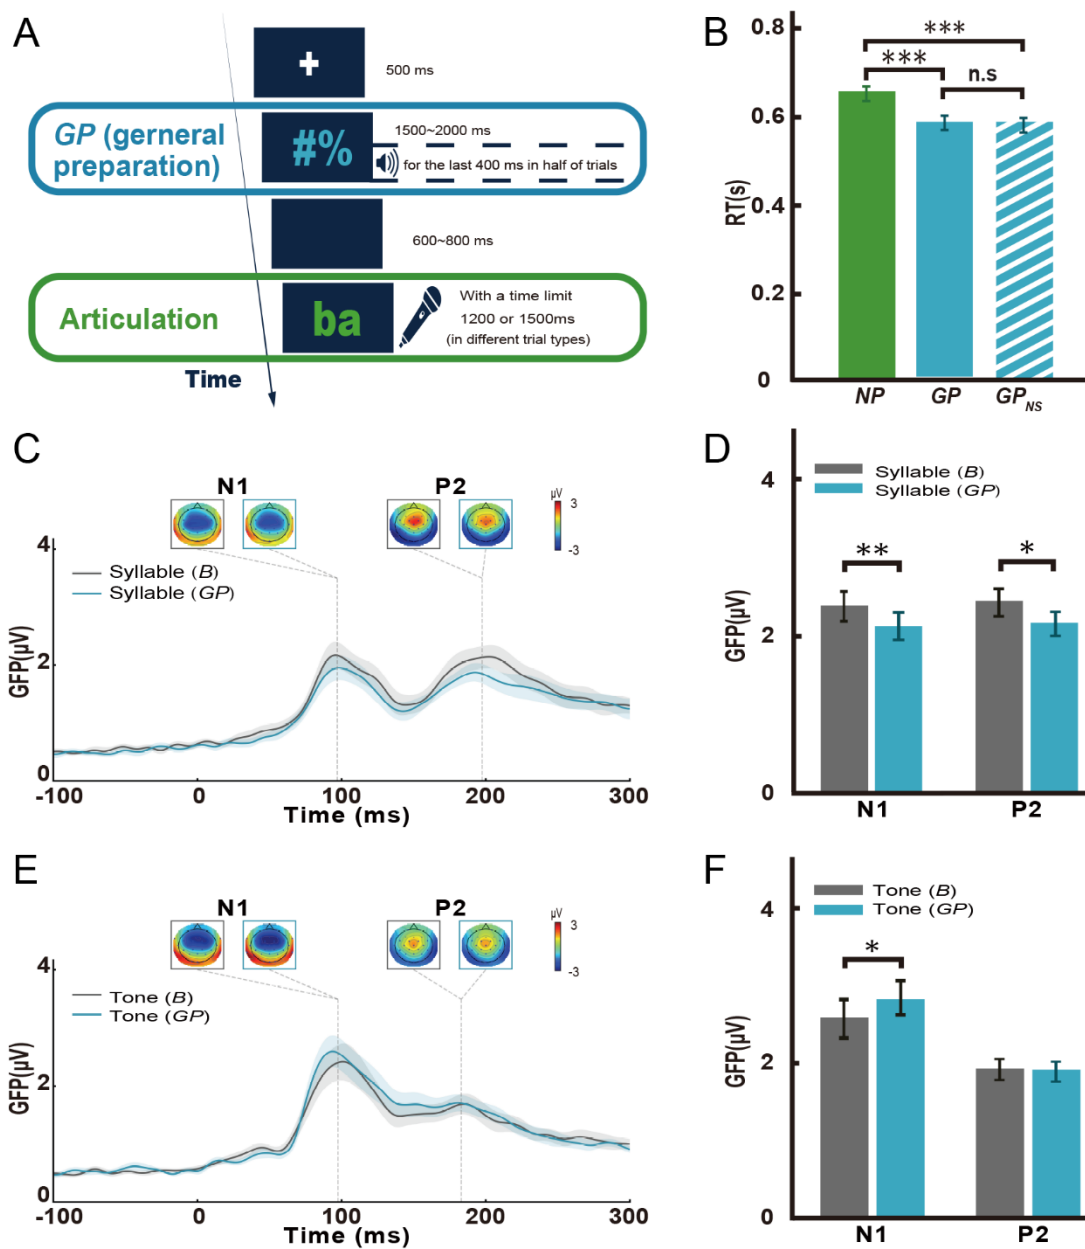 A
+
500 ms
GP (gerneral
preparation)
#%
1500~2000 ms
for the last 400 ms in half of trials
600~800 ms
Articulation
ba
With a time limit
1200 or 1500ms
(in different trial types)
Time
B
0.8
0.6
0.4
0.2
0
RT(s)
***
***
n.s
NP
GP
GP NS
C
N1
P2
μV
3
-3
Syllable (B)
Syllable (GP)
GFP(μV)
4
2
0
-100
0
100
200
300
Time (ms)
D
Syllable (B)
Syllable (GP)
**
*
GFP(μV)
4
2
0
N1
P2
E
N1
P2
μV
3
-3
Tone (B)
Tone (GP)
GFP(μV)
4
2
0
-100
0
100
200
300
Time (ms)
F
Tone (B)
Tone (GP)
*
GFP(μV)
4
2
0
N1
P2